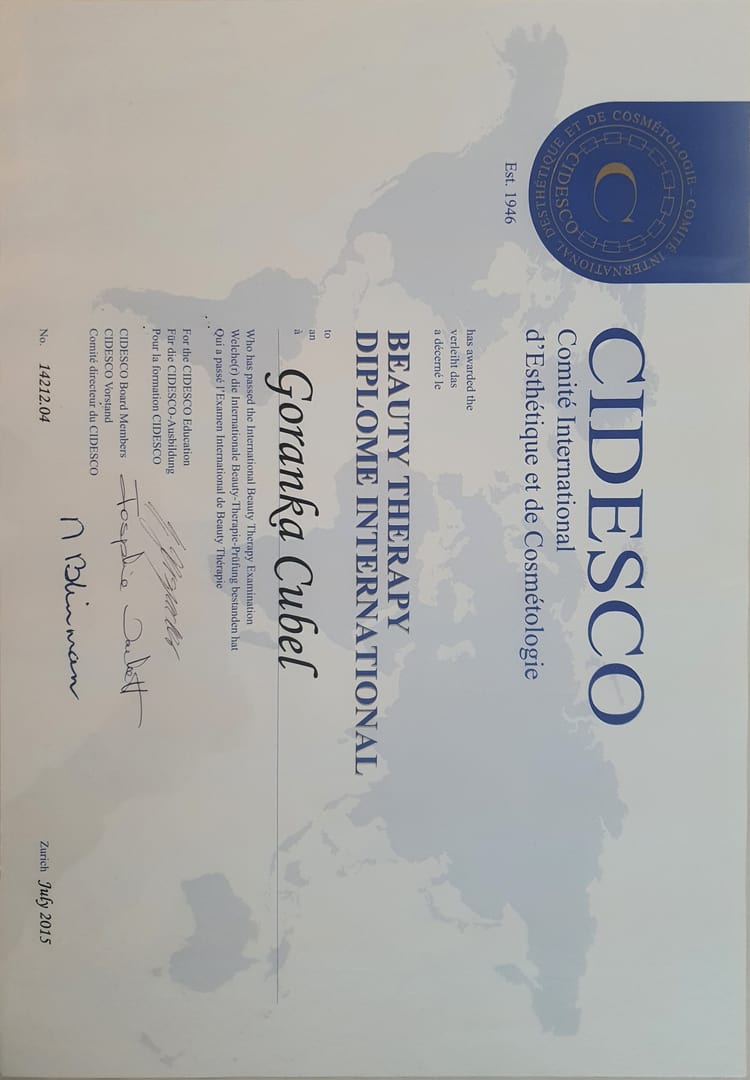 COMITÉ INTERNATIONAL D'ESTHÉTIQUE ET DE COSMÉTOLOGIE -
CIDESCO
C
Est. 1946
CIDESCO
Comité International
d'Esthétique et de Cosmétologie
has awarded the
verleiht das
a décerné le
BEAUTY THERAPY
DIPLOME INTERNATIONAL
to
an
à
Goranka Cubel
Who has passed the International Beauty Therapy Examination
Welche(r) die Internationale Beauty-Therapie-Prüfung bestanden hat
Qui a passé l'Examen International de Beauty Thérapie
For the CIDESCO Education
Für die CIDESCO-Ausbildung
Pour la formation CIDESCO
CIDESCO Board Members
CIDESCO Vorstand
Comité directeur du CIDESCO
No. 14212.04
Zurich July 2015